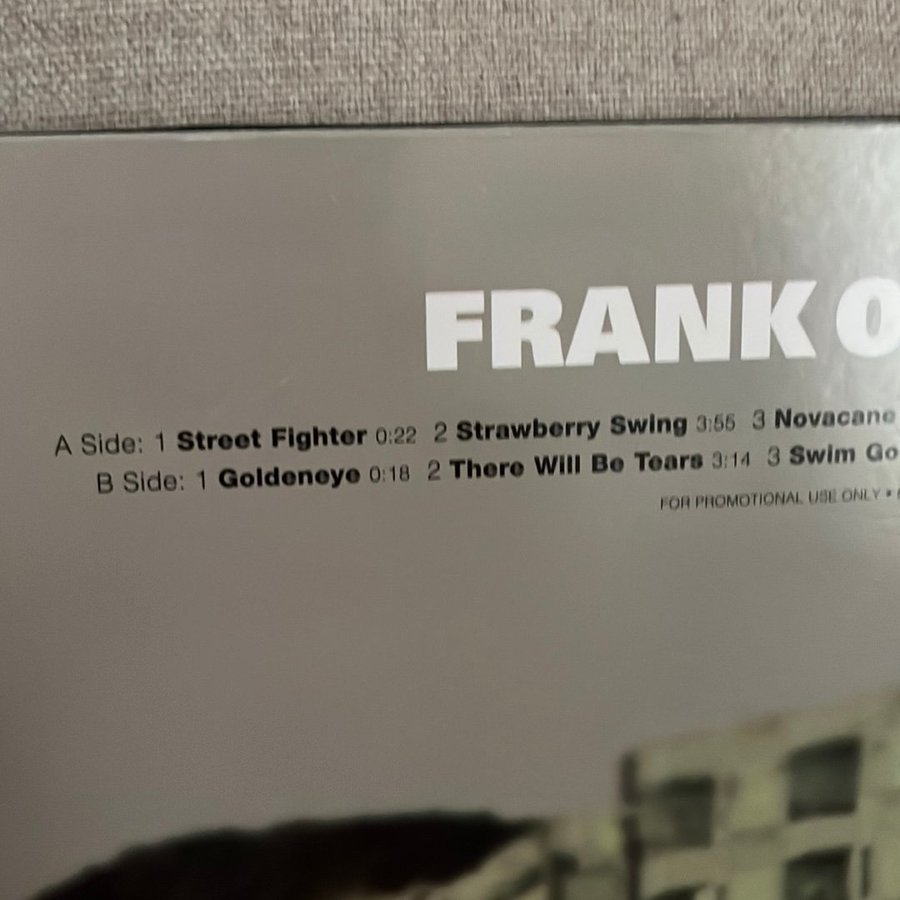 FRANK O
A Side: 1 Street Fighter 0:22 2 Strawberry Swing 3:55 3 Novacane
B Side: 1 Goldeneye 0:18 2 There Will Be Tears 3:14 3 Swim Go
FOR PROMOTIONAL USE ONLY •